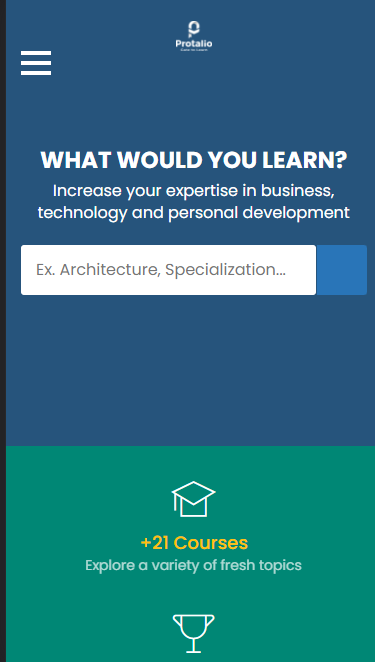 Protalio
WHAT WOULD YOU LEARN?
Increase your expertise in business,
technology and personal development
Ex. Architecture, Specialization...
+21 Courses
Explore a variety of fresh topics